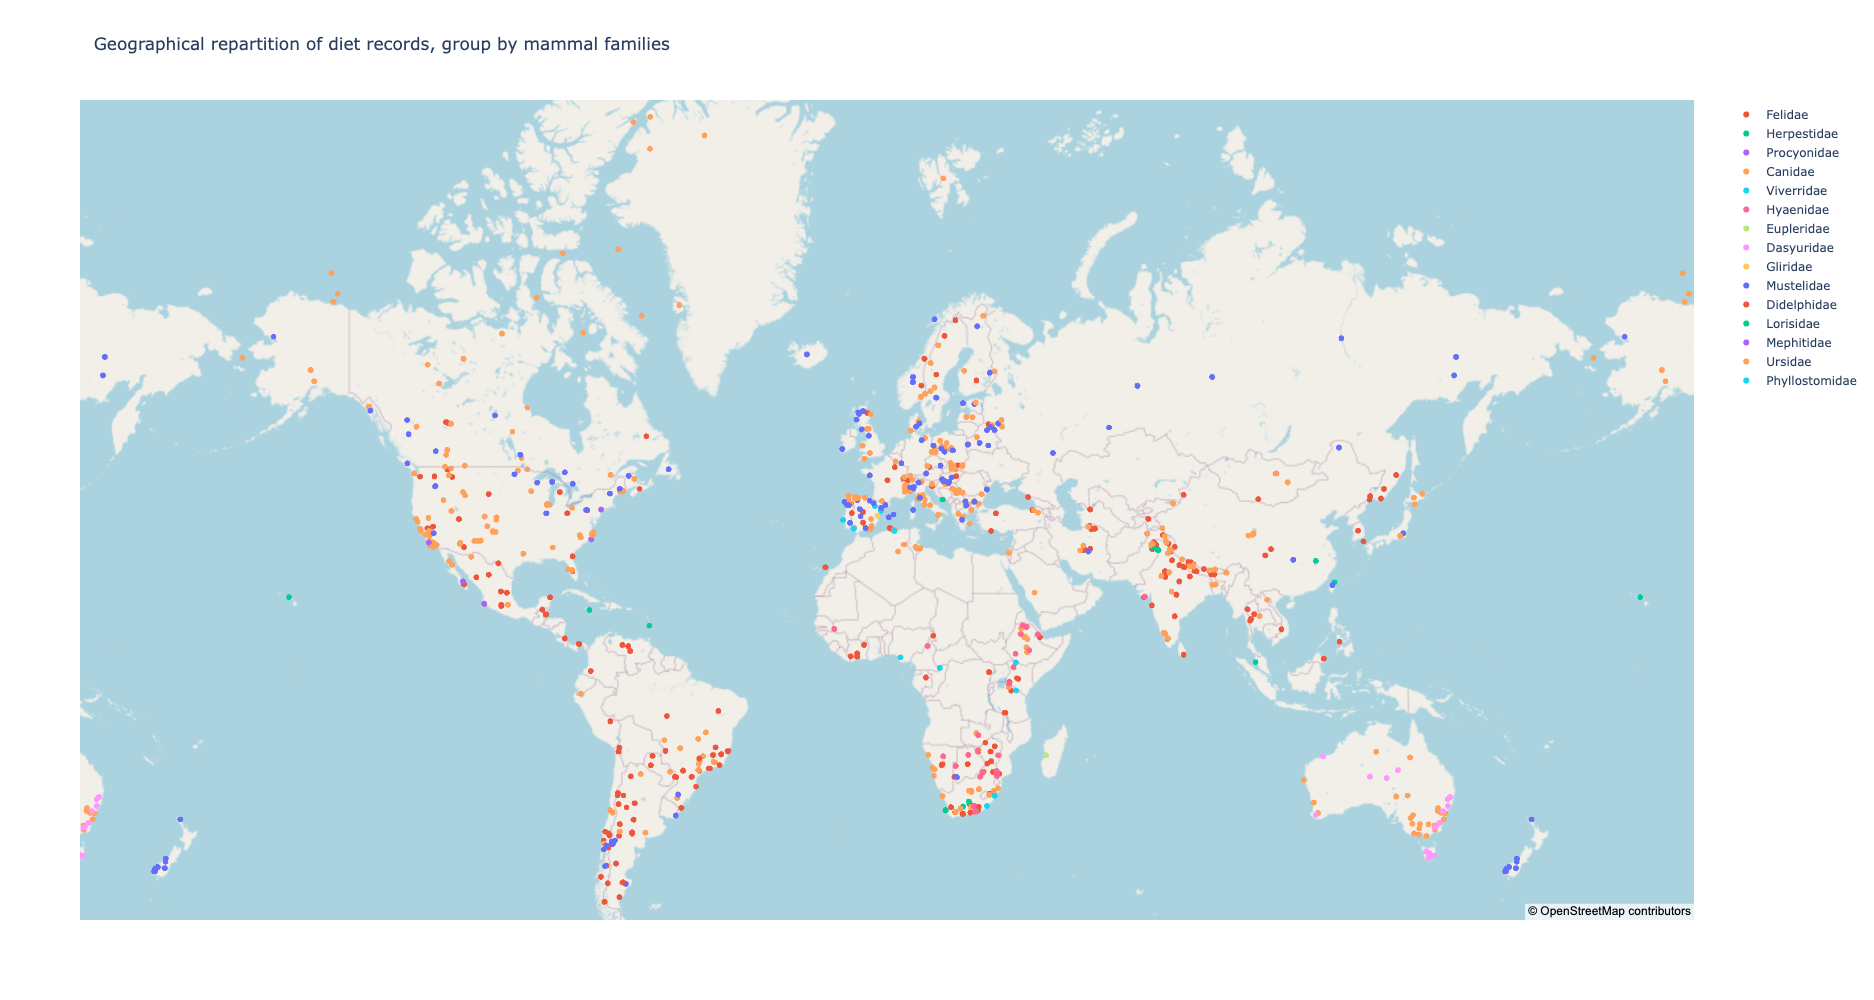 Geographical repartition of diet records, group by mammal families
Felidae
Herpestidae
Procyonidae
Canidae
Viverridae
Hyaenidae
Eupleridae
Dasyuridae
Gliridae
Mustelidae
Didelphidae
Lorisidae
Mephitidae
Ursidae
Phyllostomidae
© OpenStreetMap contributors